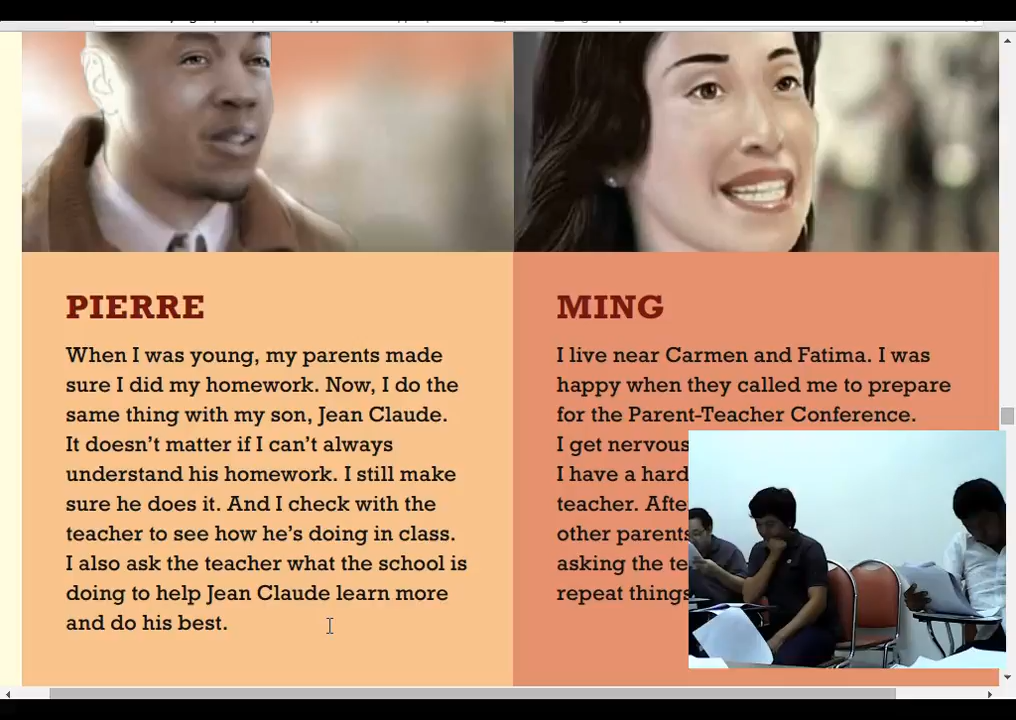 PIERRE
When I was young, my parents made
sure I did my homework. Now, I do the
same thing with my son, Jean Claude.
It doesn't matter if I can't always
understand his homework. I still make
sure he does it. And I check with the
teacher to see how he's doing in class.
I also ask the teacher what the school is
doing to help Jean Claude learn more
and do his best.
MING
I live near Carmen and Fatima. I was
happy when they called me to prepare
for the Parent-Teacher Conference.
I get nervous
I have a hard
teacher. Afte
other parents
asking the te
repeat things